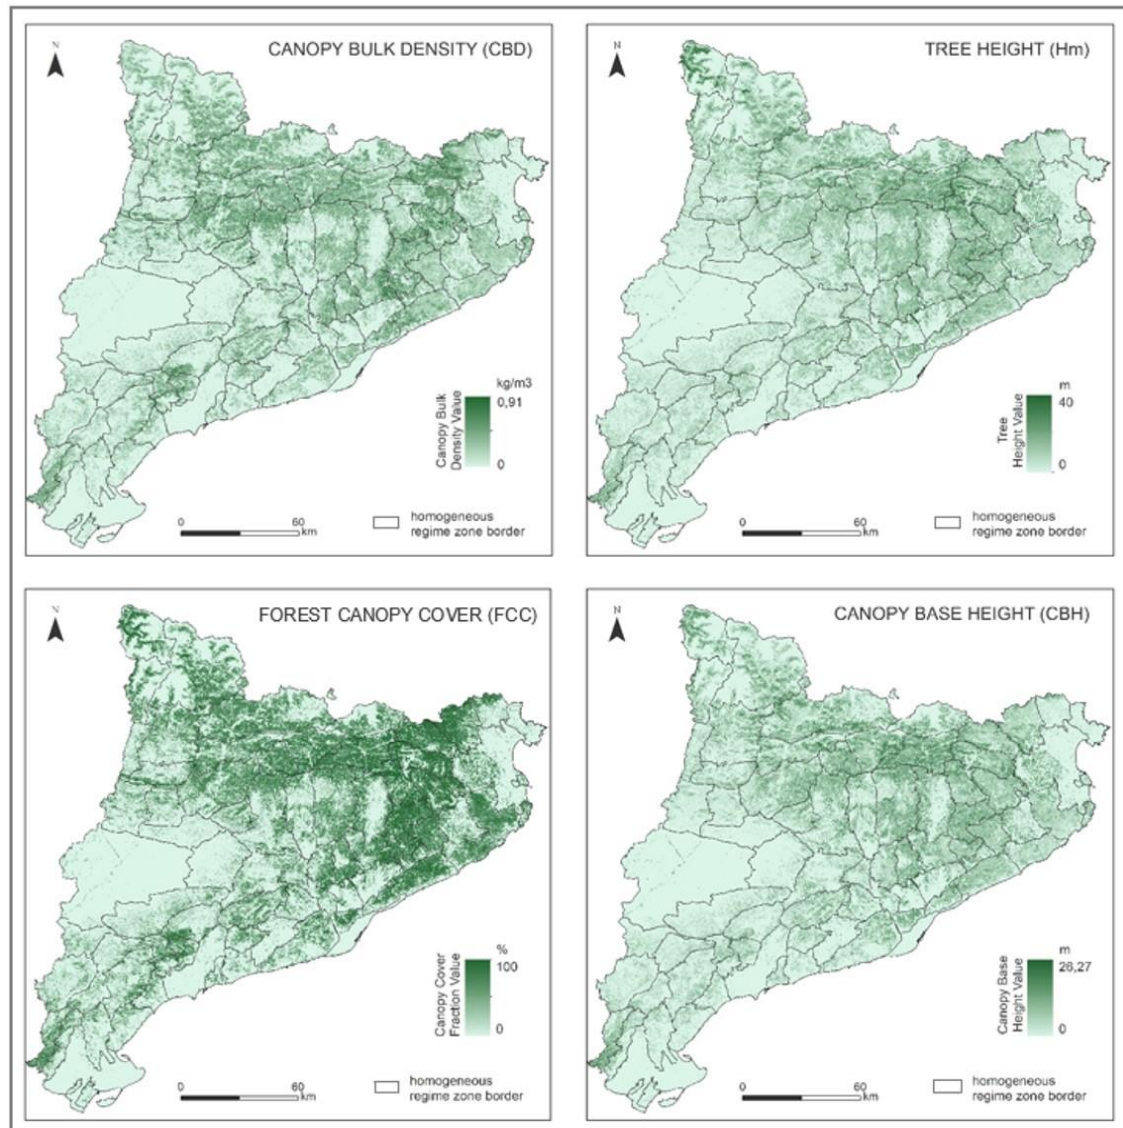 N
CANOPY BULK DENSITY (CBD)
kg/m3
0,91
0
Canopy Bulk
Density Value
0
60
km
homogeneous
regime zone border
N
TREE HEIGHT (Hm)
m
40
0
Tree
Height Value
0
60
km
homogeneous
regime zone border
N
FOREST CANOPY COVER (FCC)
%
100
0
Canopy Cover
Fraction Value
0
60
km
homogeneous
regime zone border
N
CANOPY BASE HEIGHT (CBH)
m
26,27
0
Canopy Base
Height Value
0
60
km
homogeneous
regime zone border